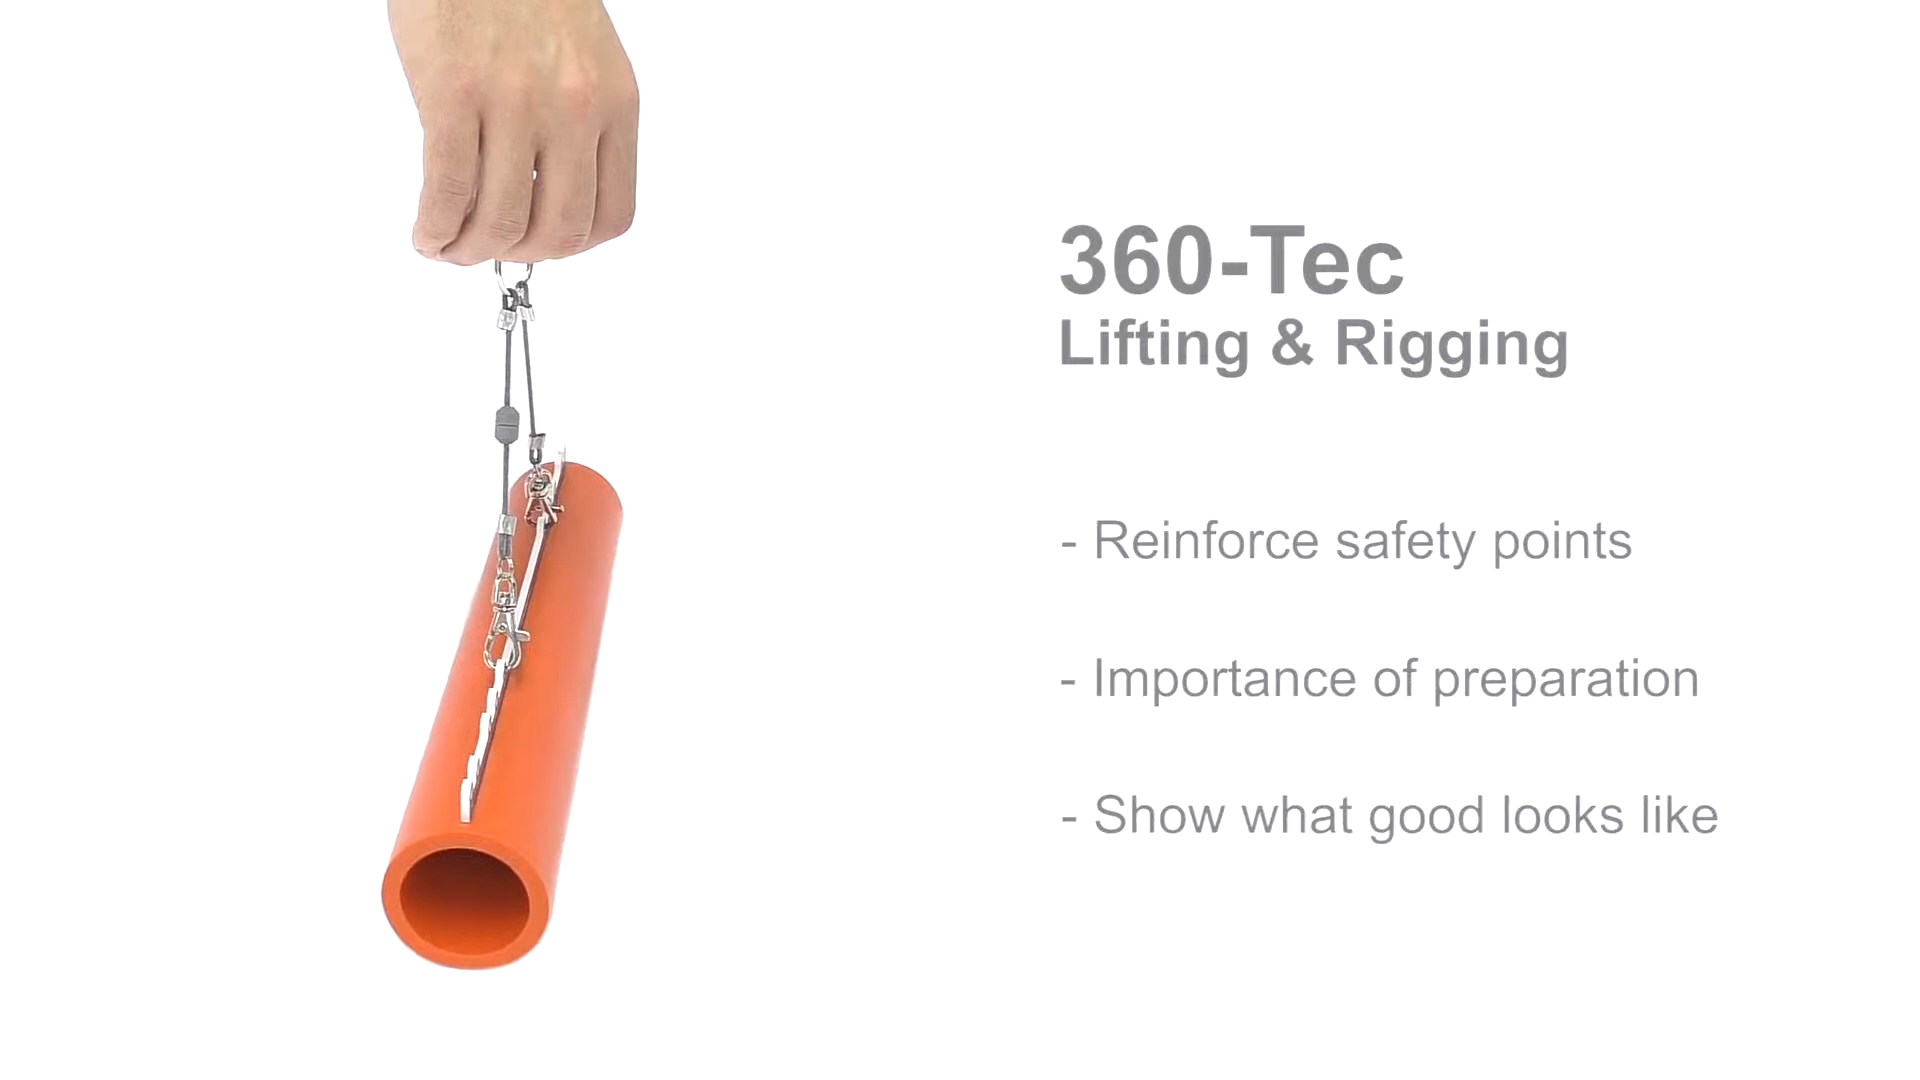 360-Tec
Lifting & Rigging
- Reinforce safety points
- Importance of preparation
- Show what good looks like